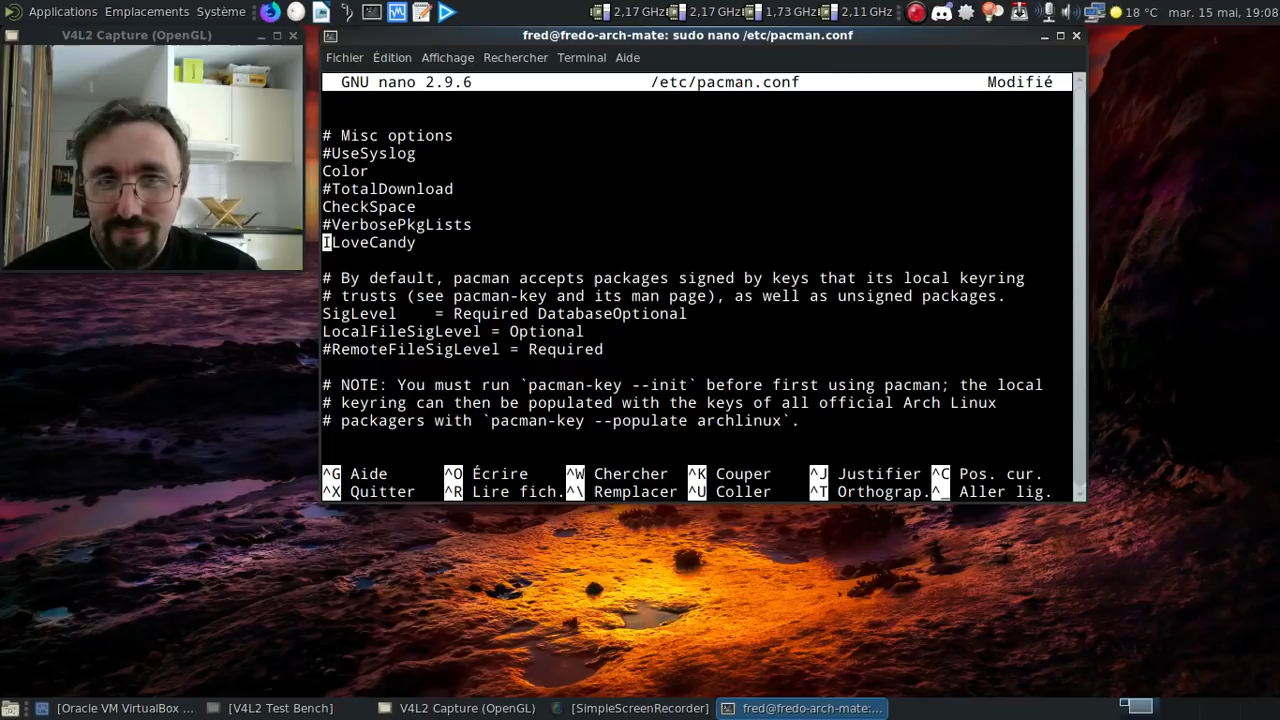 Applications Emplacements Système 2,17 GHz 2,17 GHz 1,73 GHz 2,11 GHz 18 °C mar. 15 mai, 19:08
V4L2 Capture (OpenGL)
fred@fredo-arch-mate: sudo nano /etc/pacman.conf
Fichier Édition Affichage Rechercher Terminal Aide
GNU nano 2.9.6 /etc/pacman.conf Modifié
# Misc options
#UseSyslog
Color
#TotalDownload
CheckSpace
#VerbosePkgLists
ILoveCandy
# By default, pacman accepts packages signed by keys that its local keyring
# trusts (see pacman-key and its man page), as well as unsigned packages.
SigLevel    = Required DatabaseOptional
LocalFileSigLevel = Optional
#RemoteFileSigLevel = Required
# NOTE: You must run `pacman-key --init` before first using pacman; the local
# keyring can then be populated with the keys of all official Arch Linux
# packagers with `pacman-key --populate archlinux`.
^G Aide ^O Écrire ^W Chercher ^K Couper ^J Justifier ^C Pos. cur.
^X Quitter ^R Lire fich. ^\ Remplacer ^U Coller ^T Orthograp. ^_ Aller lig.
[Oracle VM VirtualBox ... [V4L2 Test Bench] V4L2 Capture (OpenGL) [SimpleScreenRecorder] fred@fredo-arch-mate:...